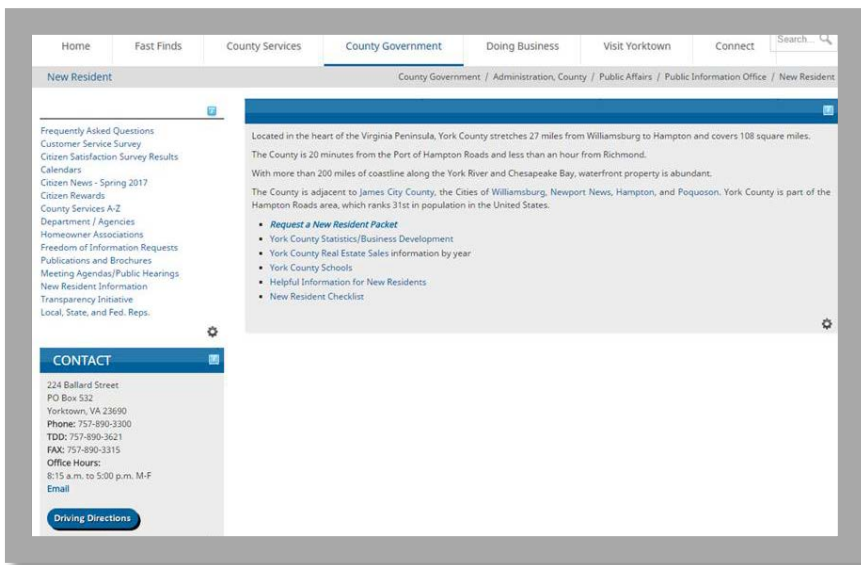 Home Fast Finds County Services County Government Doing Business Visit Yorktown Connect Search...
New Resident County Government / Administration, County / Public Affairs / Public Information Office / New Resident
Frequently Asked Questions
Customer Service
Survey
Citizen Satisfaction Survey Results
Calendars
Citizen News - Spring 2017
Citizen Rewards
County Services A-Z
Department / Agencies
Homeowner Associations
Freedom of Information Requests
Publications and Brochures
Meeting Agendas/Public Hearings
New Resident Information
Transparency Initiative
Local, State, and Fed. Reps.
CONTACT
224 Ballard Street
PO Box 532
Yorktown, VA 23690
Phone: 757-890-3300
TDD: 757-890-3621
FAX: 757-890-3315
Office Hours:
8:15 a.m. to 5:00 p.m. M-F
Email
Driving Directions
Located in the heart of the Virginia Peninsula, York County stretches 27 miles from Williamsburg to Hampton and covers 108 square miles.
The County is 20 minutes from the Port of Hampton Roads and less than an hour from Richmond.
With more than 200 miles of coastline along the York River and Chesapeake Bay, waterfront property is abundant.
The County is adjacent to James City County, the Cities of Williamsburg, Newport News, Hampton, and Poquoson. York County is part of the
Hampton Roads area, which ranks 31st in population in the United States.
• Request a New Resident Packet
• York County Statistics/Business Development
• York County Real Estate Sales information by year
• York County Schools
• Helpful Information for New Residents
• New Resident Checklist